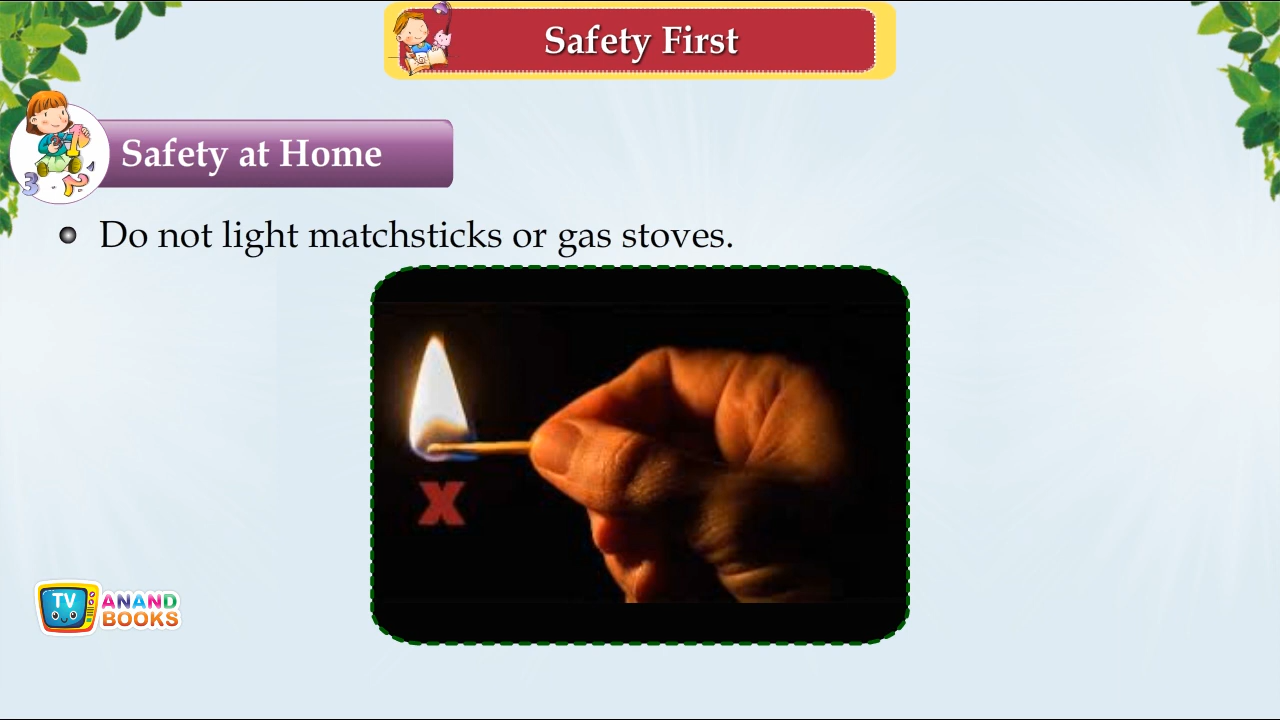 Safety First
Safety at Home
Do not light matchsticks or gas stoves.
X
TV
ANAND
BOOKS